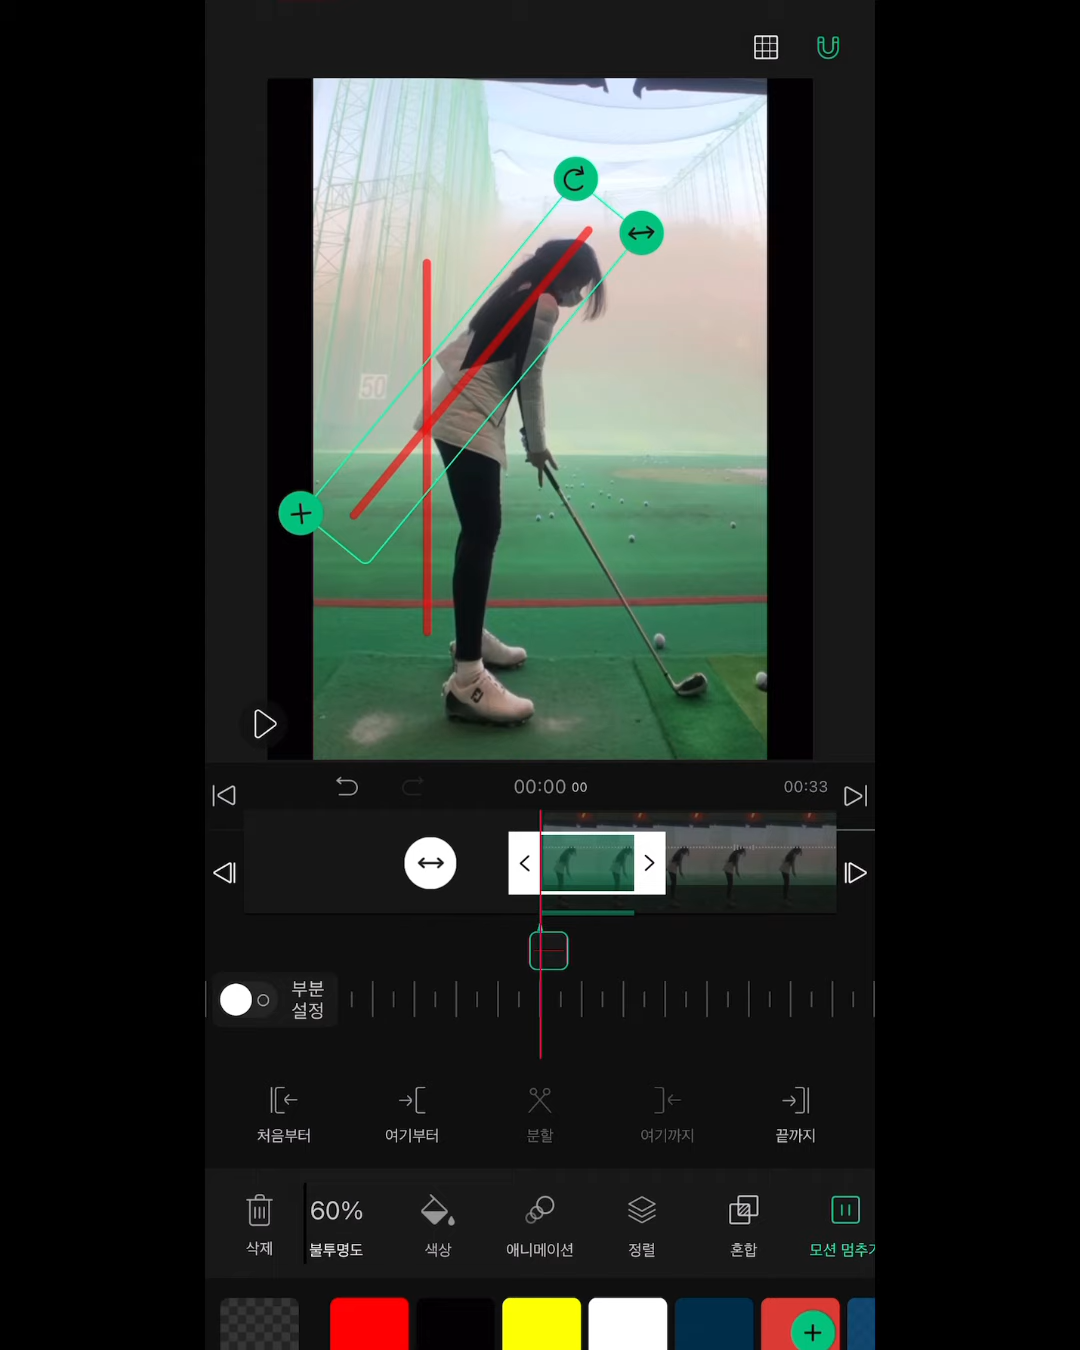 50
00:00 00
00:33
부분
설정
처음부터
여기부터
분할
여기까지
끝까지
60%
삭제
불투명도
색상
애니메이션
정렬
혼합
모션 멈추기